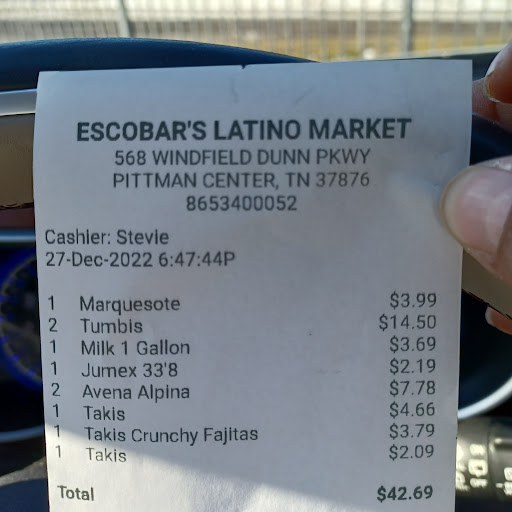 ESCOBAR'S LATINO MARKET
568 WINDFIELD DUNN PKWY
PITTMAN CENTER, TN 37876
8653400052
Cashier: Stevie
27-Dec-2022 6:47:44P
1 Marquesote $3.99
2 Tumbis $14.50
1 Milk 1 Gallon $3.69
1 Jumex 33'8 $2.19
2 Avena Alpina $7.78
1 Takis $4.66
1 Takis Crunchy Fajitas $3.79
1 Takis $2.09
Total $42.69